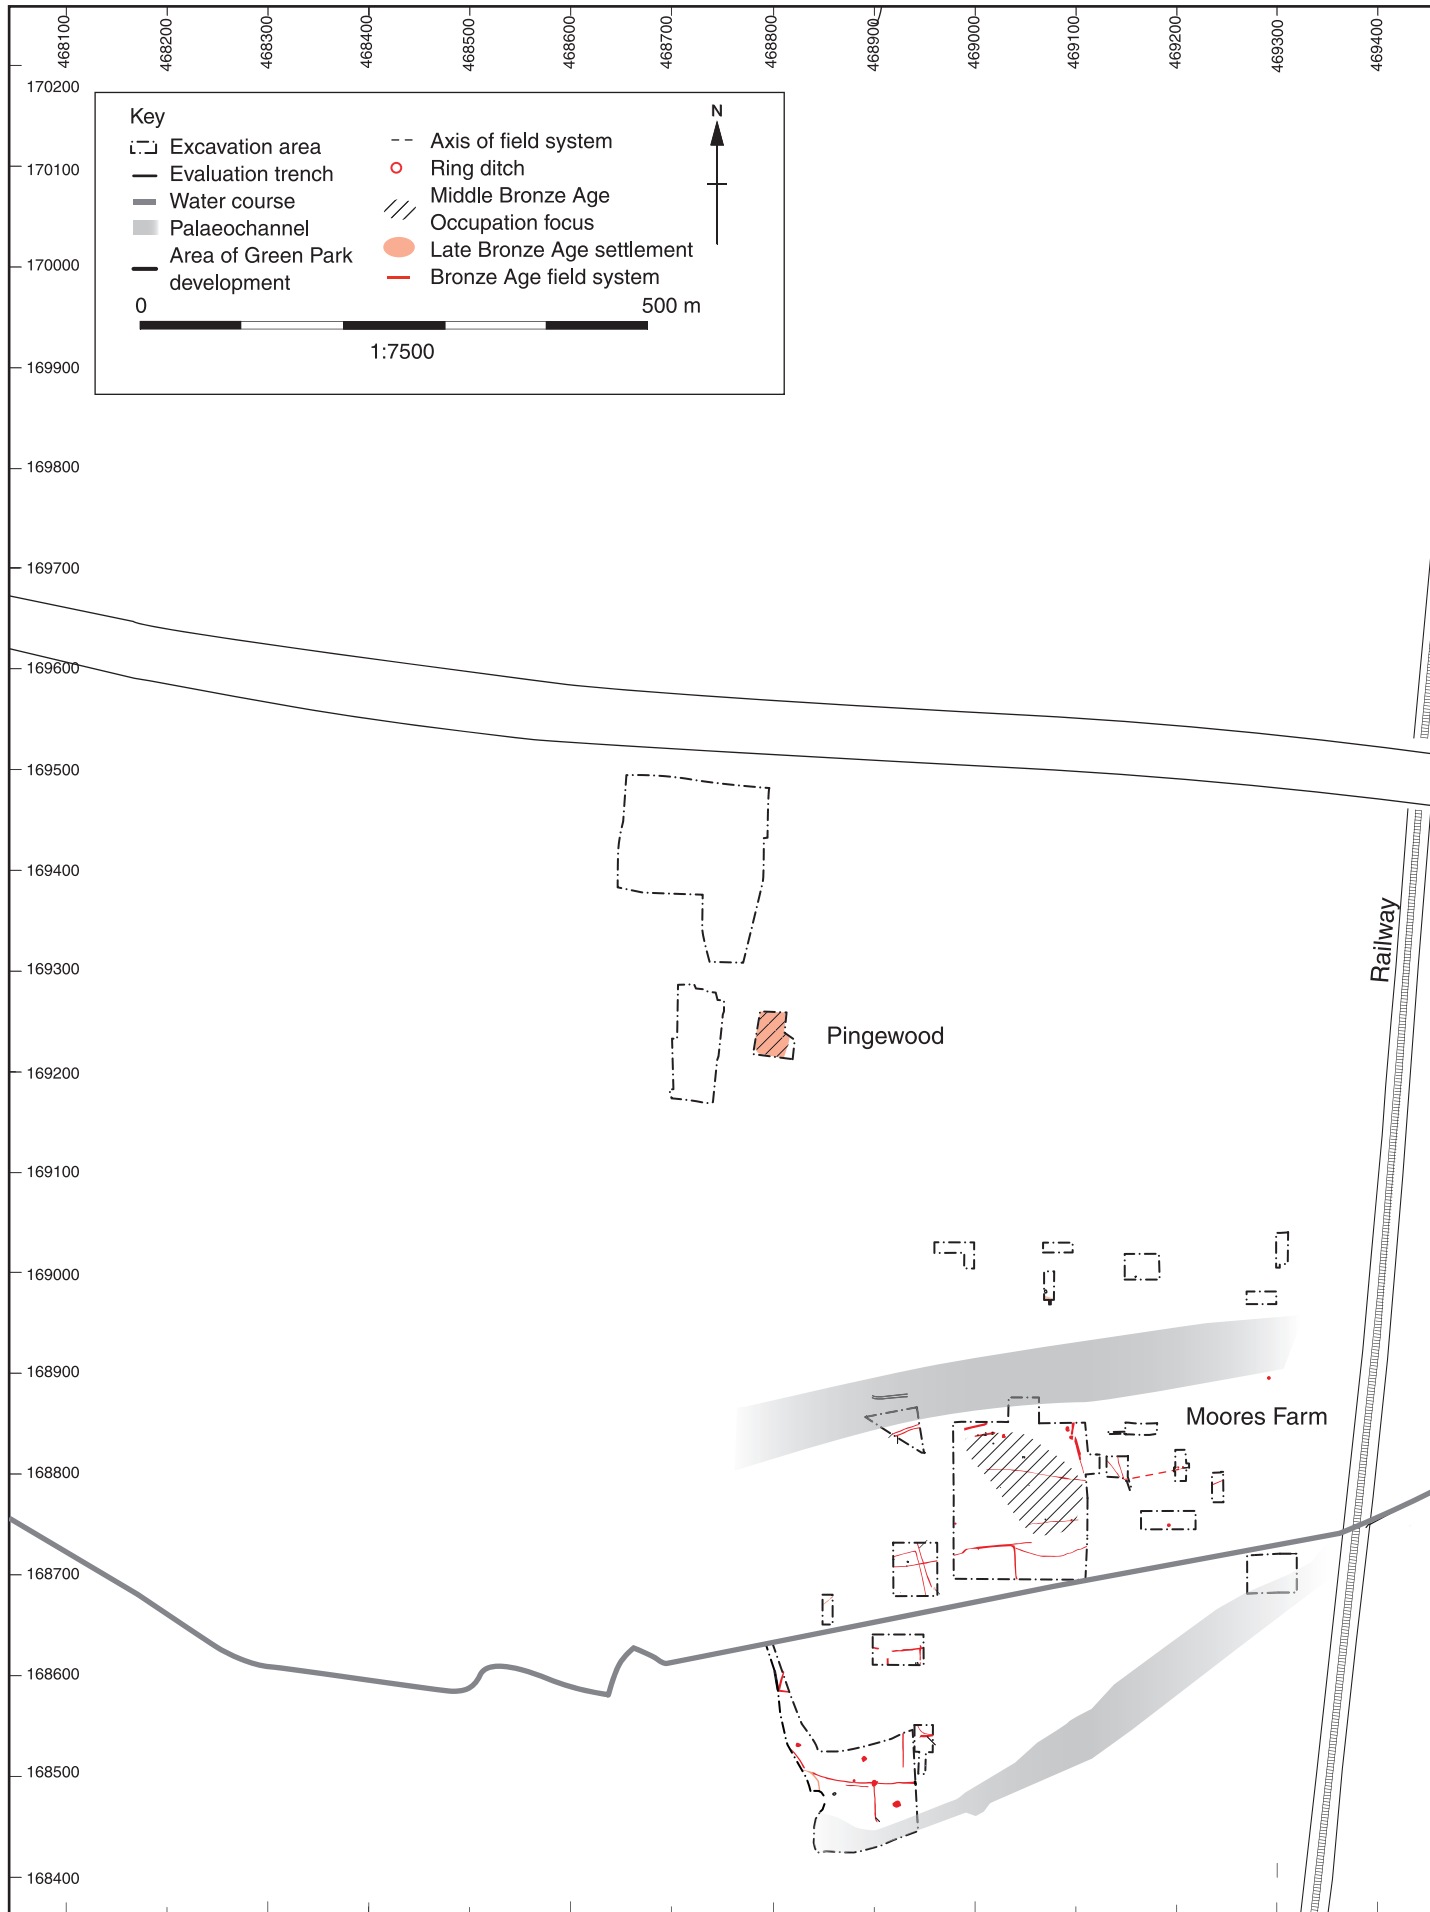 468100
468200
468300
468400
468500
468600
468700
468800
468900
469000
469100
469200
469300
469400
170200
170100
170000
169900
169800
169700
169600
169500
169400
169300
169200
169100
169000
168900
168800
168700
168600
168500
168400
Key
Excavation area
Evaluation trench
Water course
Palaeochannel
Area of Green Park
development
Axis of field system
Ring ditch
Middle Bronze Age
Occupation focus
Late Bronze Age settlement
Bronze Age field system
N
0 500 m
1:7500
Railway
Pingewood
Moores Farm